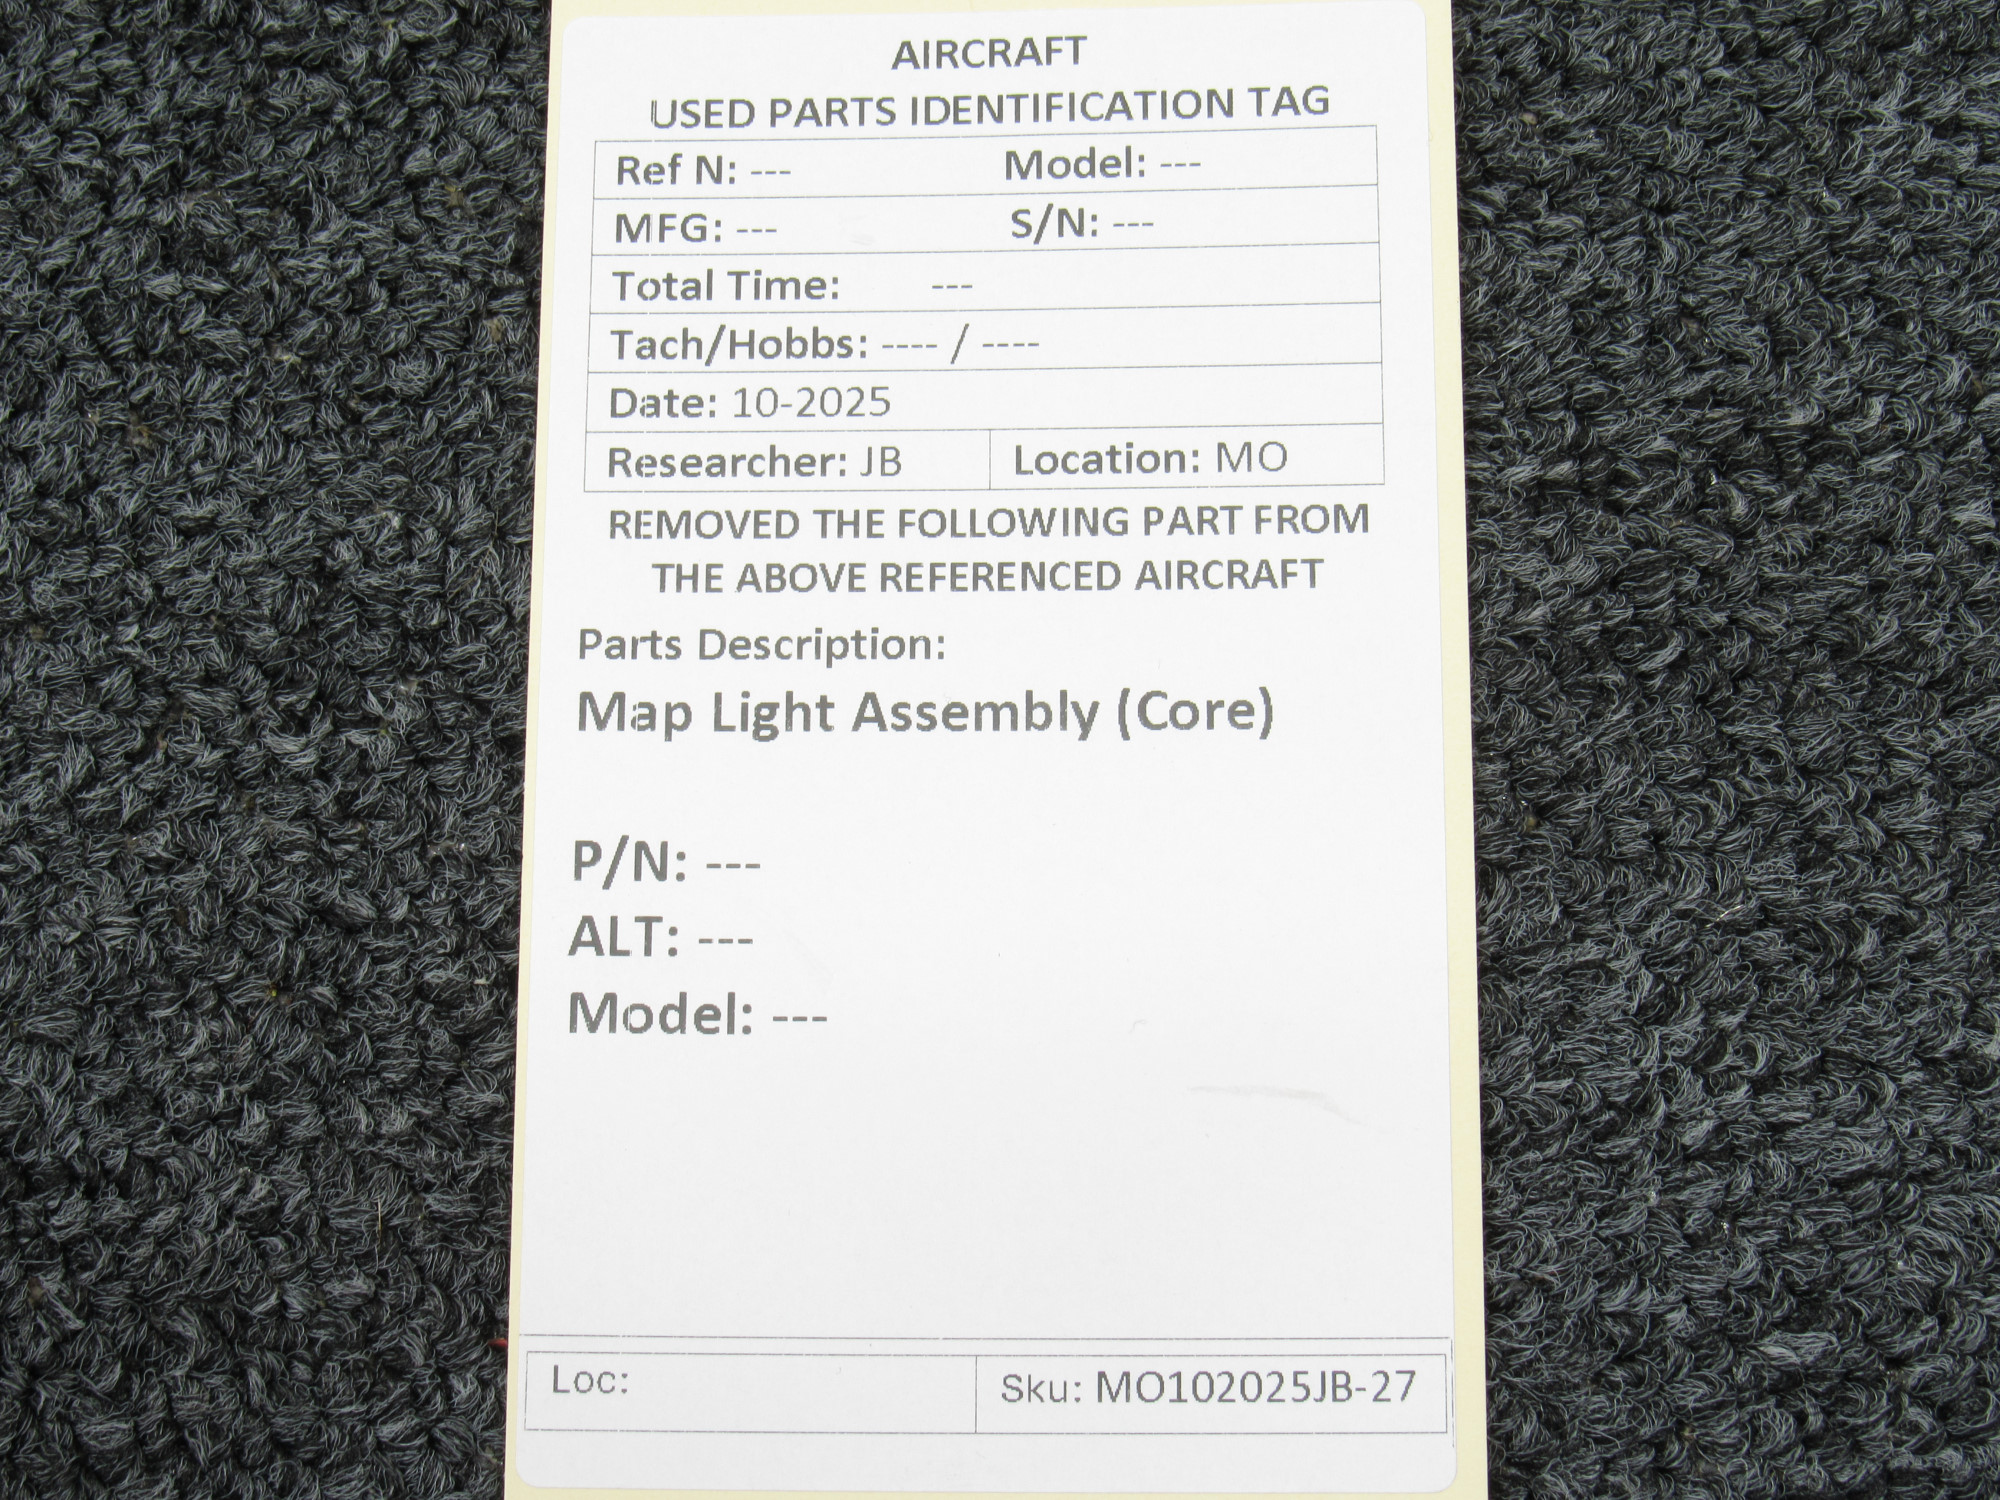 AIRCRAFT
USED PARTS IDENTIFICATION TAG
Ref N: --- Model: ---
MFG: --- S/N: ---
Total Time: ---
Tach/Hobbs: ---- / ----
Date: 10-2025
Researcher: JB Location: MO
REMOVED THE FOLLOWING PART FROM
THE ABOVE REFERENCED AIRCRAFT
Parts Description:
Map Light Assembly (Core)
P/N: ---
ALT: ---
Model: ---
Loc: Sku: MO102025JB-27